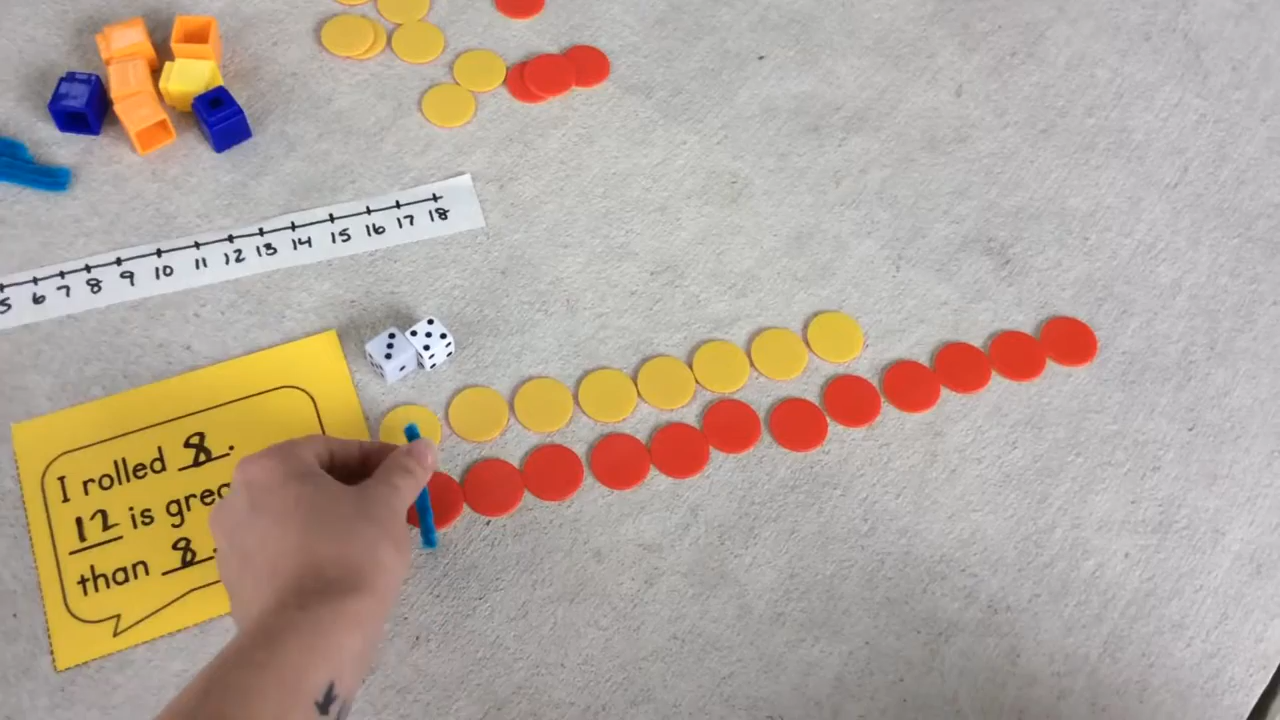 5 6 7 8 9 10 11 12 13 14 15 16 17 18
I rolled 8.
12 is
than 8.